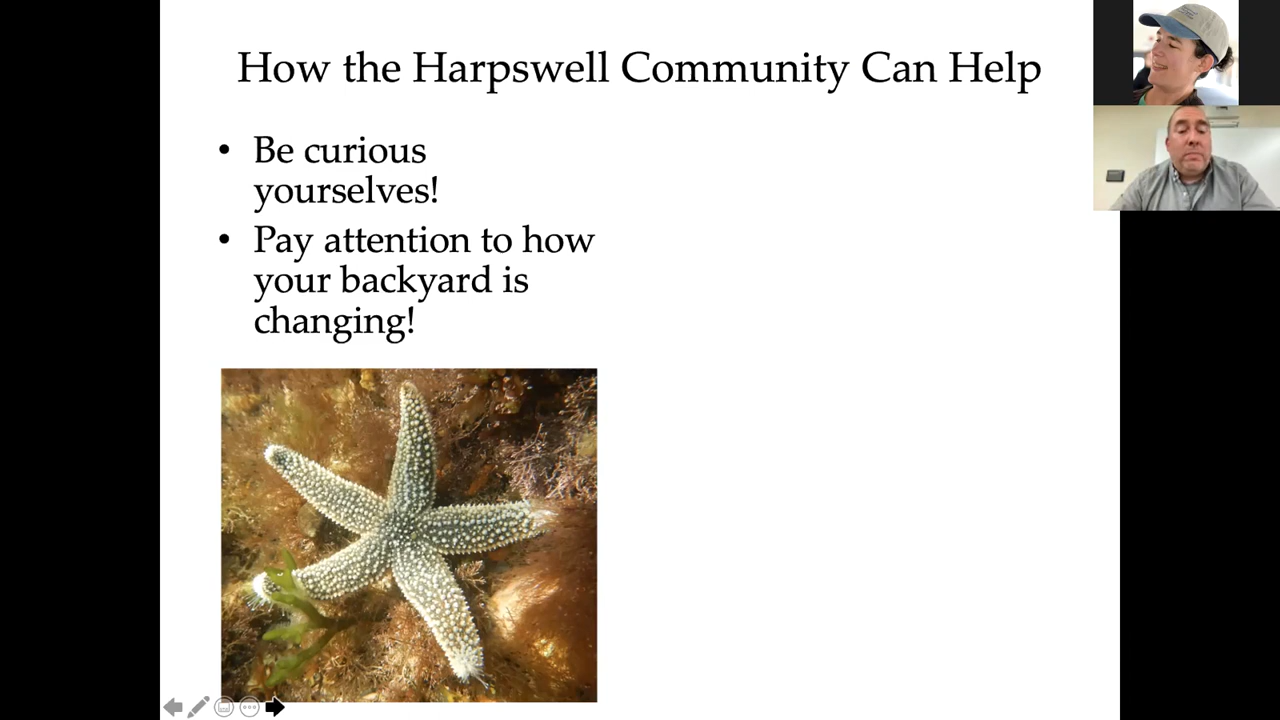 How the Harpswell Community Can Help
• Be curious
yourselves!
• Pay attention to how
your backyard is
changing!